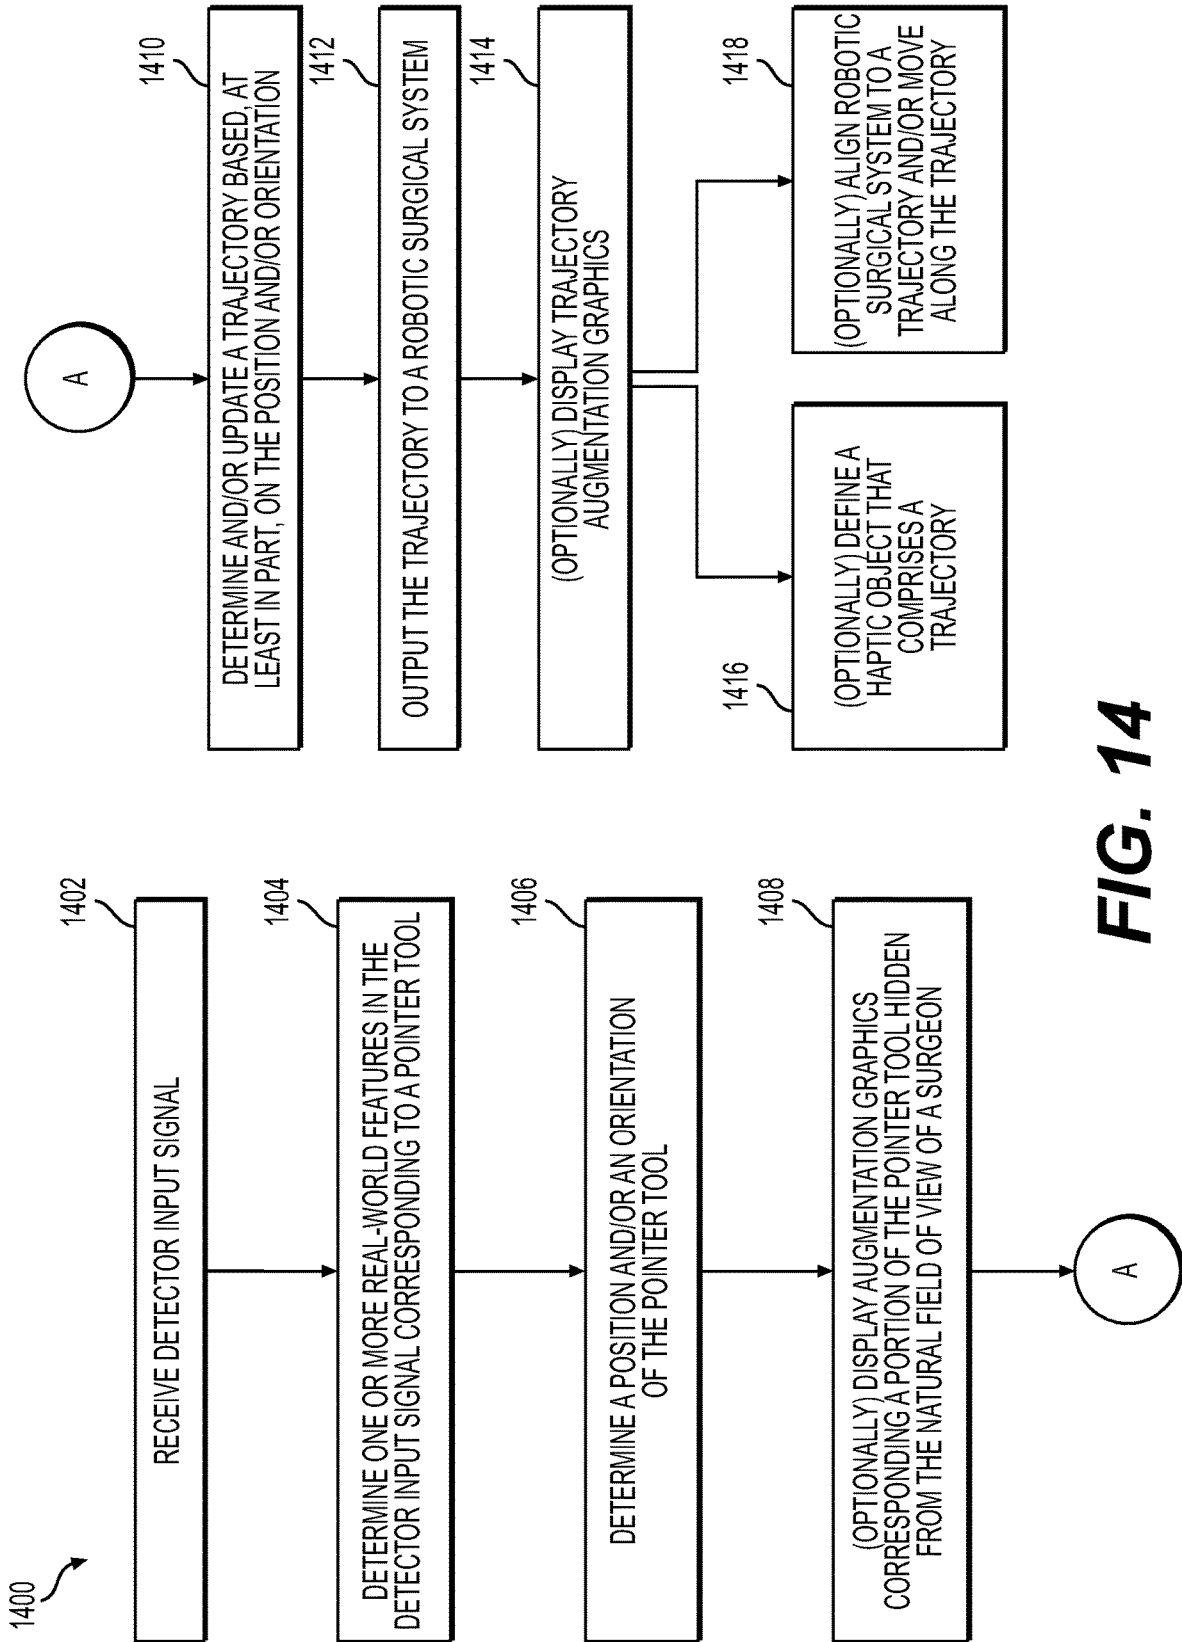 1400
1402
RECEIVE DETECTOR INPUT SIGNAL
1404
DETERMINE ONE OR MORE REAL-WORLD FEATURES IN THE
DETECTOR INPUT SIGNAL CORRESPONDING TO A POINTER TOOL
1406
DETERMINE A POSITION AND/OR AN ORIENTATION
OF THE POINTER TOOL
1408
(OPTIONALLY) DISPLAY AUGMENTATION GRAPHICS
CORRESPONDING A PORTION OF THE POINTER TOOL HIDDEN
FROM THE NATURAL FIELD OF VIEW OF A SURGEON
A
A
1410
DETERMINE AND/OR UPDATE A TRAJECTORY BASED, AT
LEAST IN PART, ON THE POSITION AND/OR ORIENTATION
1412
OUTPUT THE TRAJECTORY TO A ROBOTIC SURGICAL SYSTEM
1414
(OPTIONALLY) DISPLAY TRAJECTORY
AUGMENTATION GRAPHICS
1416
(OPTIONALLY) DEFINE A
HAPTIC OBJECT THAT
COMPRISES A
TRAJECTORY
1418
(OPTIONALLY) ALIGN ROBOTIC
SURGICAL SYSTEM TO A
TRAJECTORY AND/OR MOVE
ALONG THE TRAJECTORY
FIG. 14